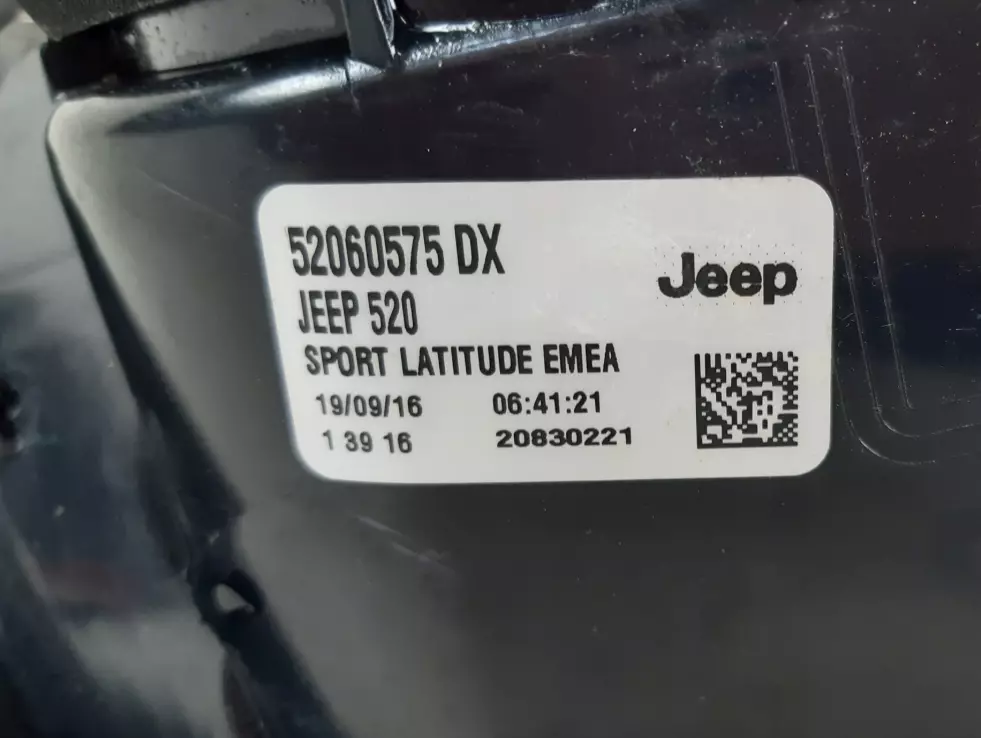 52060575 DX
Jeep
JEEP 520
SPORT LATITUDE EMEA
19/09/16 06:41:21
1 39 16 20830221